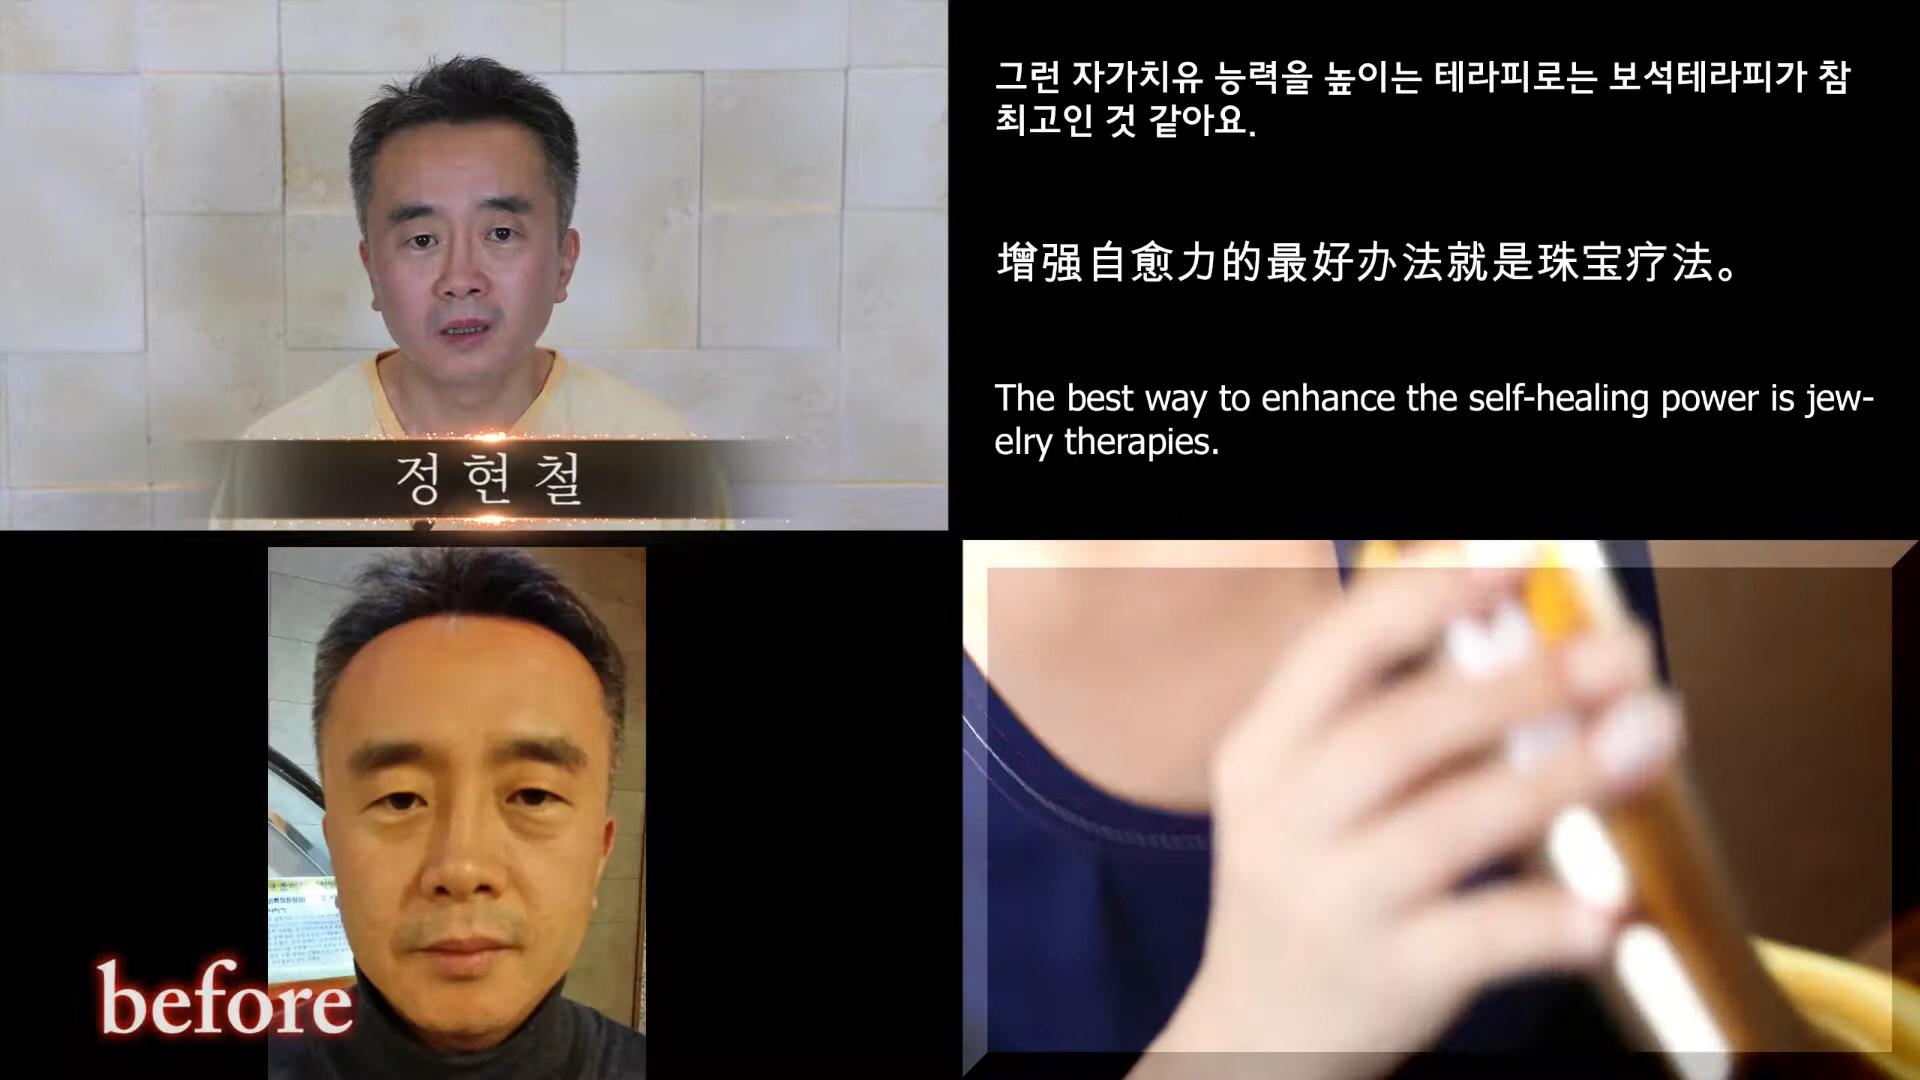 그런 자가치유 능력을 높이는 테라피로는 보석테라피가 참
최고인 것 같아요.
增强自愈力的最好办法就是珠宝疗法。
The best way to enhance the self-healing power is jew-
elry therapies.
정현철
before